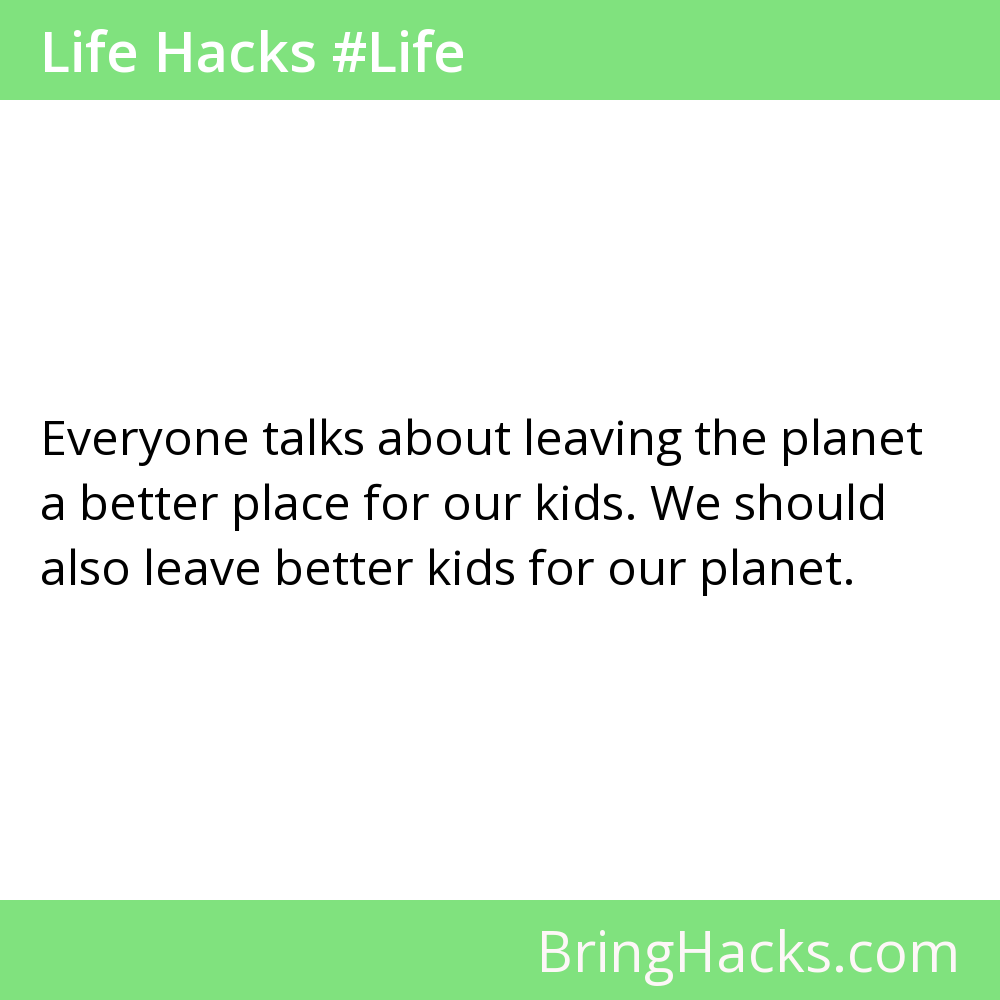 Life Hacks #Life
Everyone talks about leaving the planet
a better place for our kids. We should
also leave better kids for our planet.
BringHacks.com